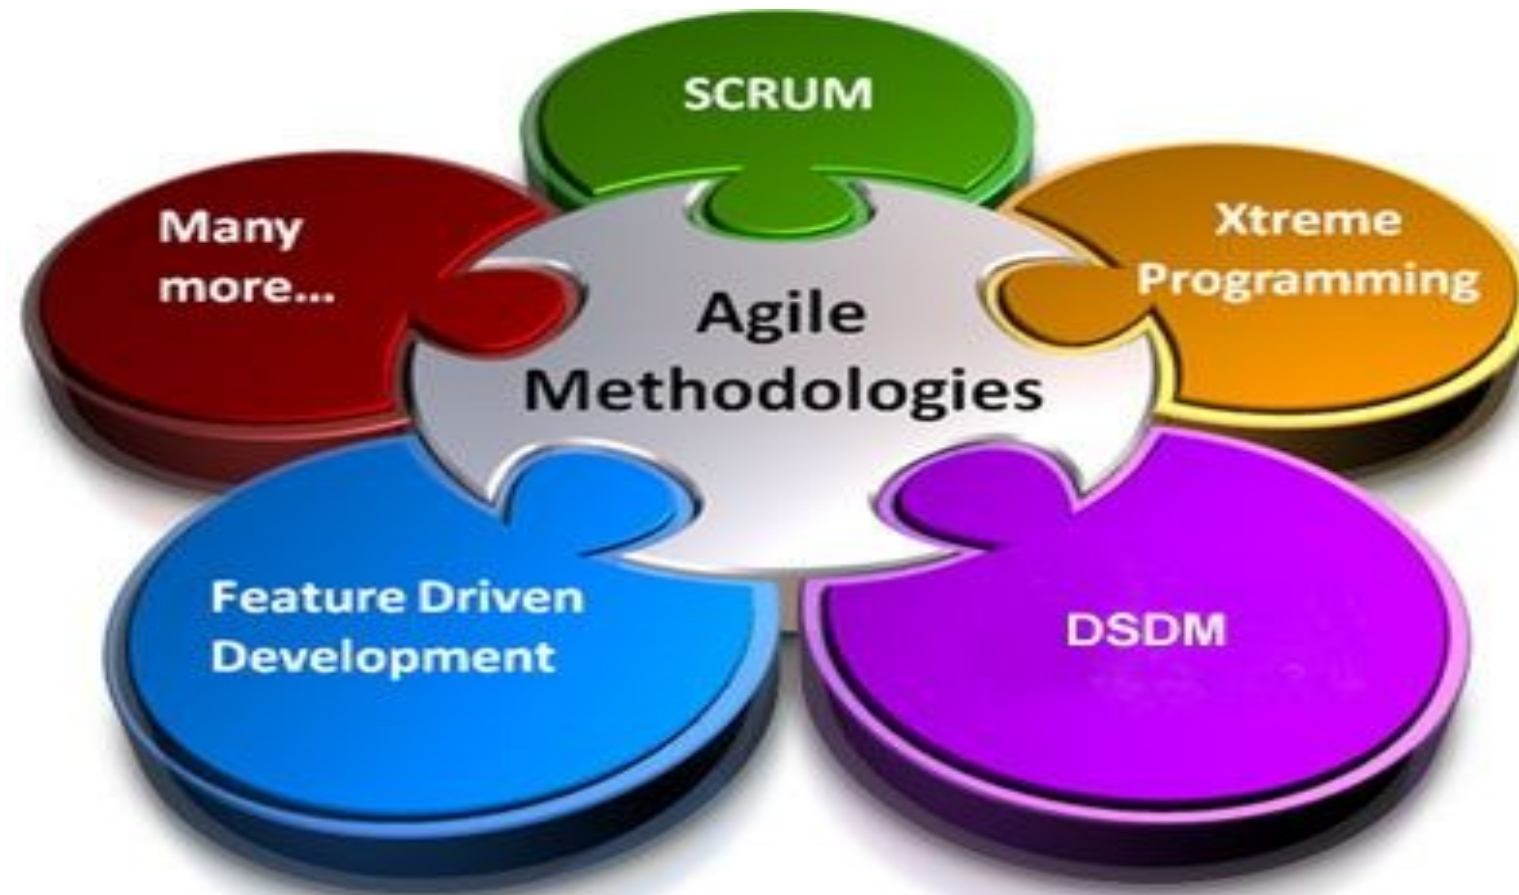 SCRUM
Many
more...
Xtreme
Programming
Agile
Methodologies
Feature Driven
Development
DSDM